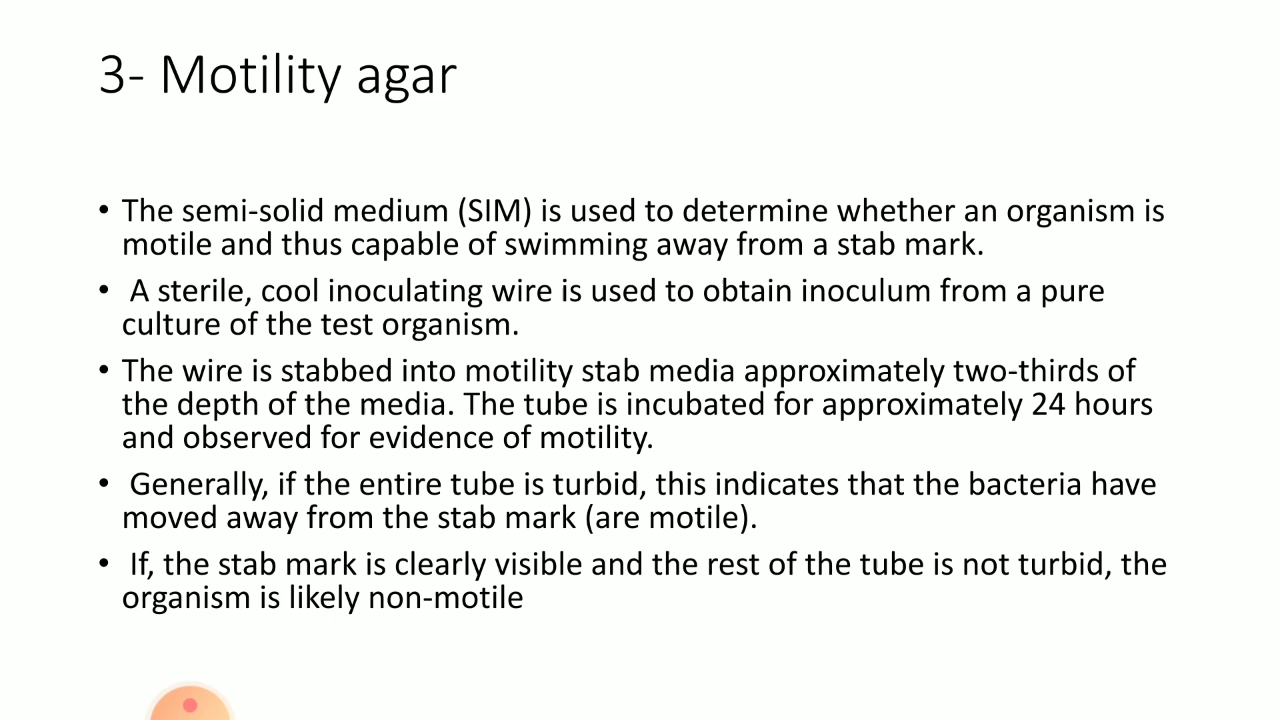 3- Motility agar
• The semi-solid medium (SIM) is used to determine whether an organism is
motile and thus capable of swimming away from a stab mark.
• A sterile, cool inoculating wire is used to obtain inoculum from a pure
culture of the test organism.
• The wire is stabbed into motility stab media approximately two-thirds of
the depth of the media. The tube is incubated for approximately 24 hours
and observed for evidence of motility.
• Generally, if the entire tube is turbid, this indicates that the bacteria have
moved away from the stab mark (are motile).
• If, the stab mark is clearly visible and the rest of the tube is not turbid, the
organism is likely non-motile